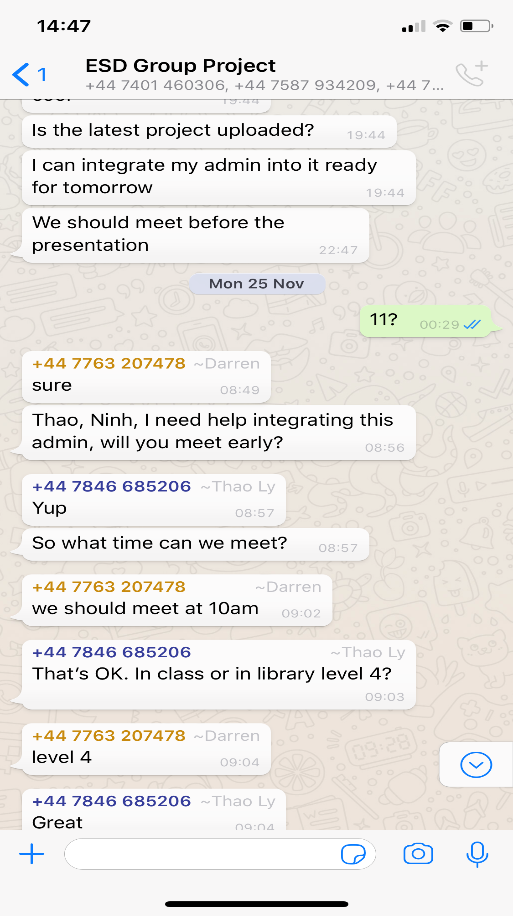 14:47
1
ESD Group Project
+44 7401 460306, +44 7587 934209, +44 7...
19:44
Is the latest project uploaded?
19:44
I can integrate my admin into it ready
for tomorrow
19:44
We should meet before the
presentation
22:47
Mon 25 Nov
11?
00:29
+44 7763 207478 ~Darren
sure
08:49
Thao, Ninh, I need help integrating this
admin, will you meet early?
08:56
+44 7846 685206 ~Thao Ly
Yup
08:57
So what time can we meet?
08:57
+44 7763 207478 ~Darren
we should meet at 10am
09:02
+44 7846 685206 ~Thao Ly
That's OK. In class or in library level 4?
09:03
+44 7763 207478 ~Darren
level 4
09:04
+44 7846 685206 ~Thao Ly
Great
09:04